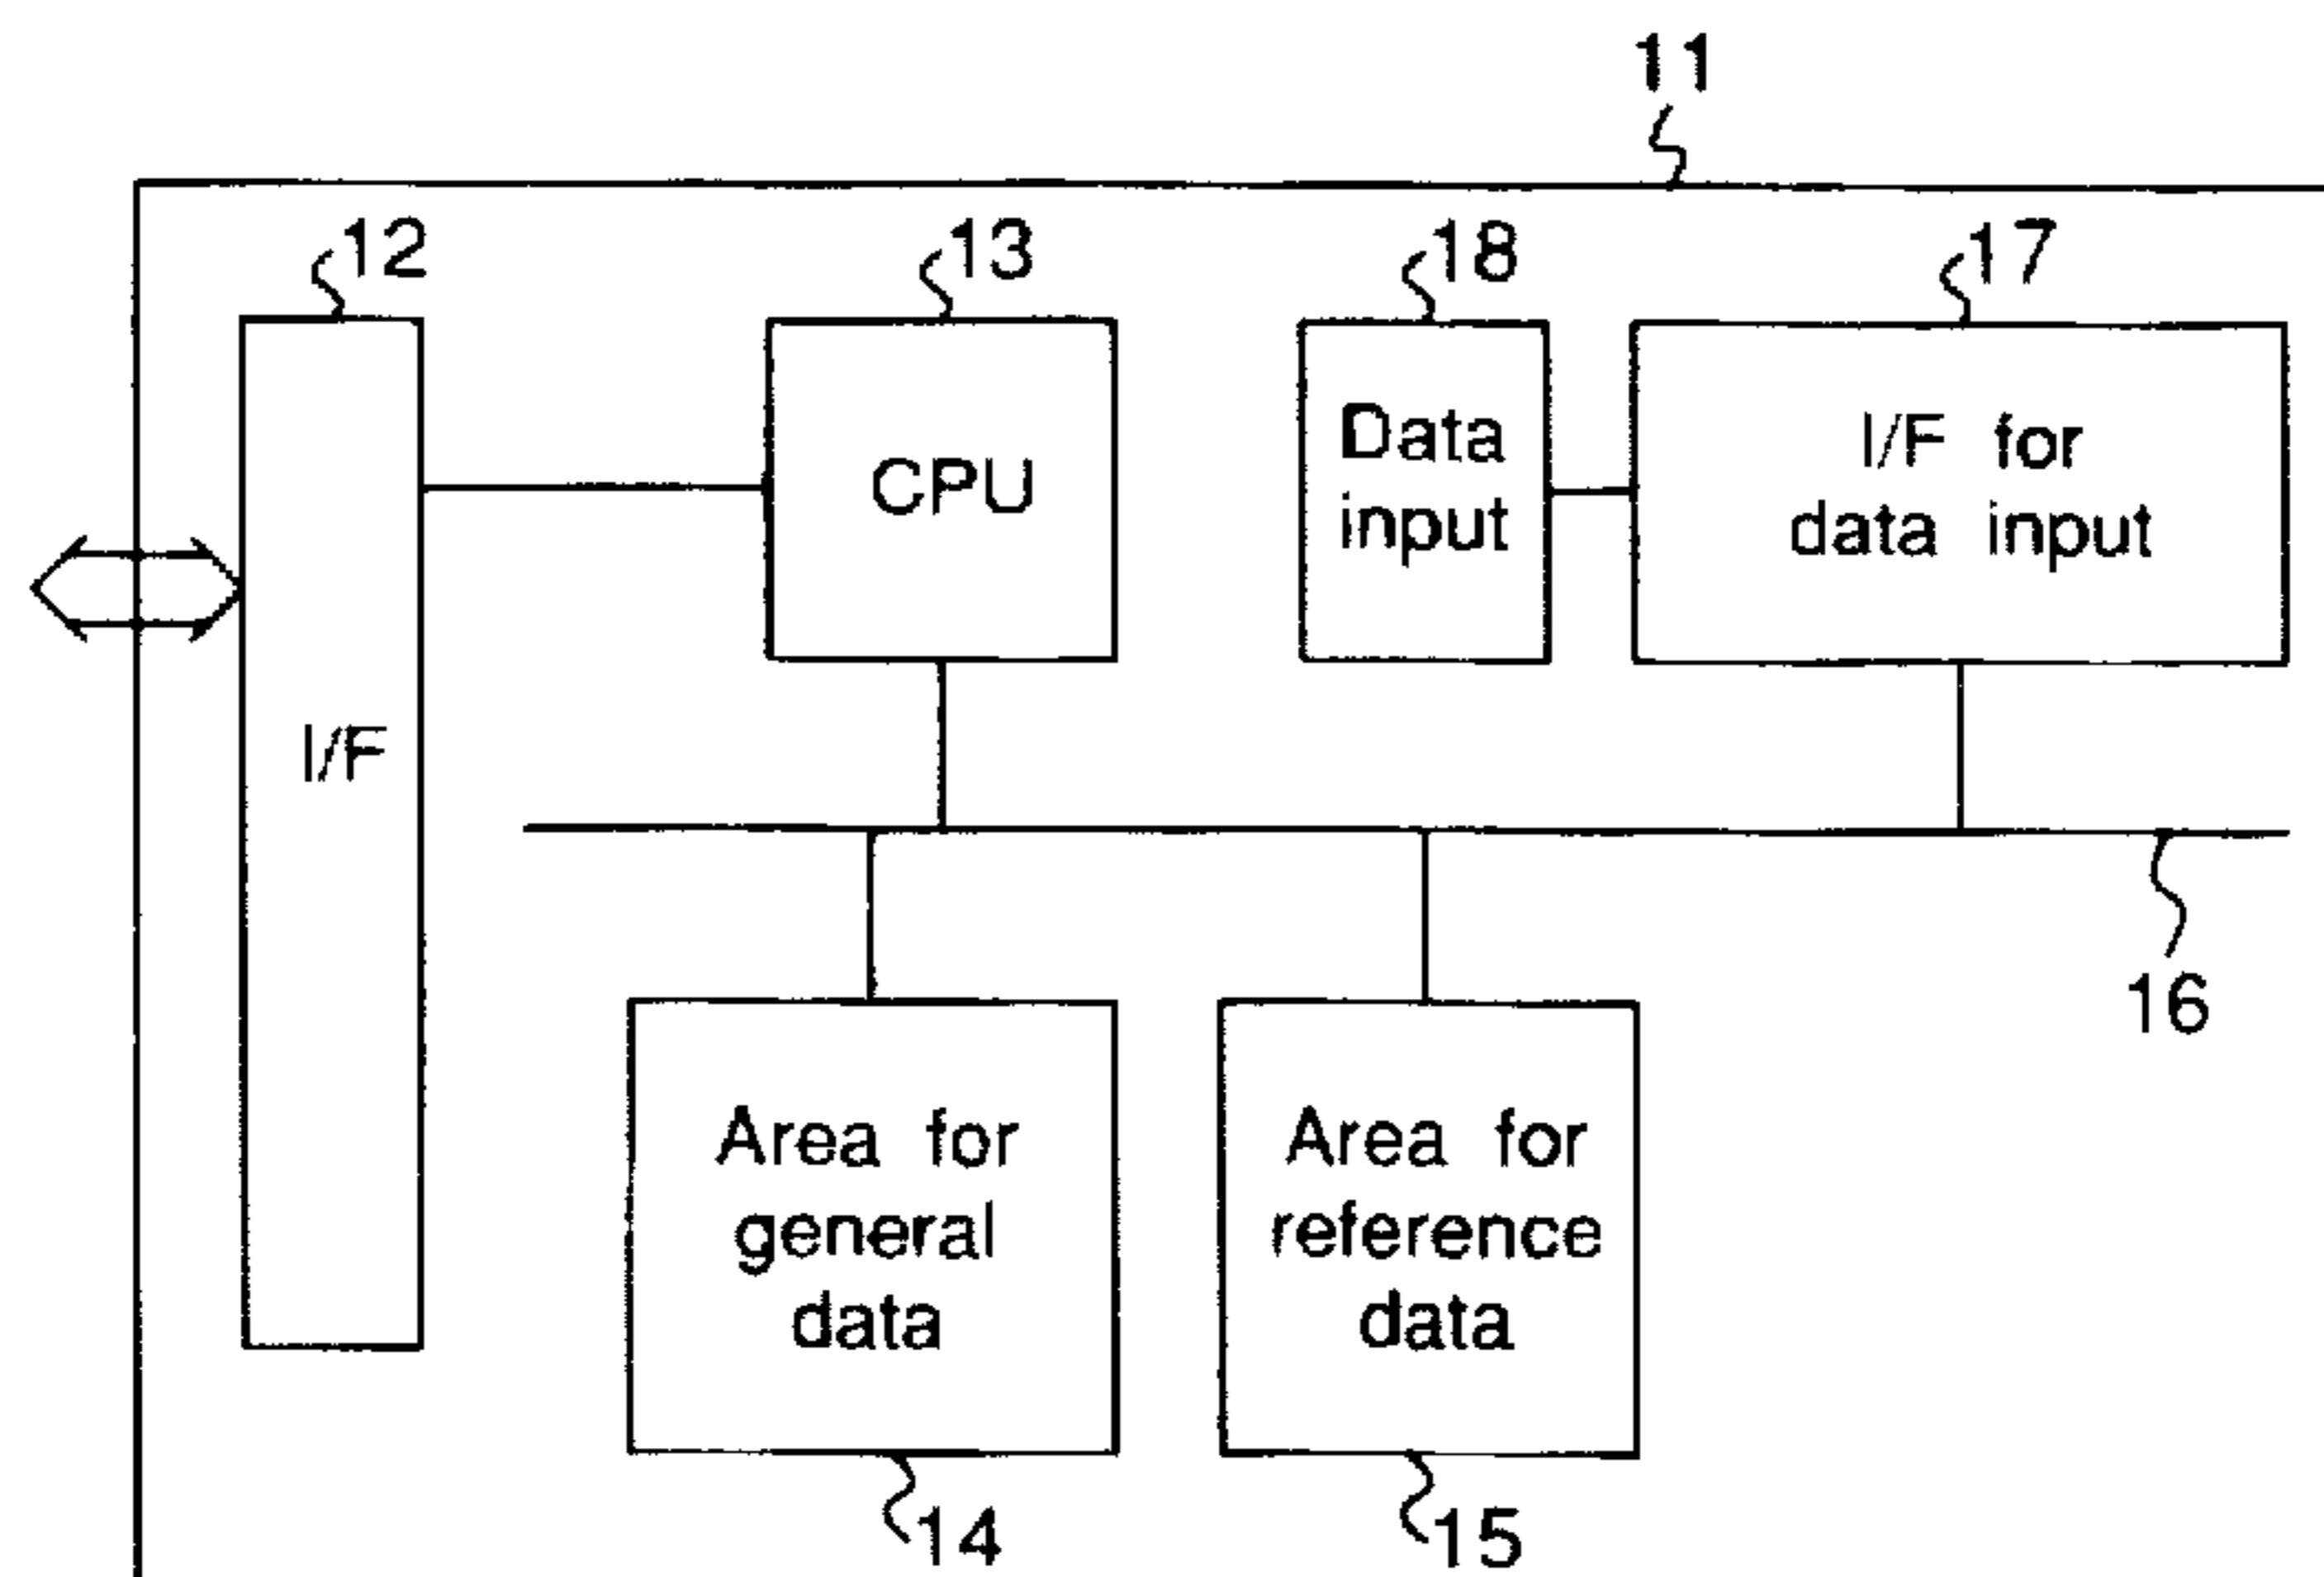 11
12
13
18
17
I/F
CPU
Data
input
I/F for
data input
16
Area for
general
data
Area for
reference
data
14
15